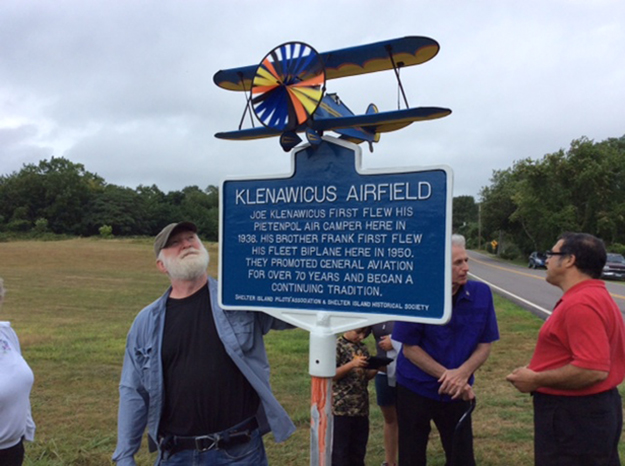 KLENAWICUS AIRFIELD
JOE KLENAWICUS FIRST FLEW HIS
PIETENPOL AIR CAMPER HERE IN
1936. HIS BROTHER FRANK FIRST FLEW
HIS FLEET BIPLANE HERE IN 1950.
THEY PROMOTED GENERAL AVIATION
FOR OVER 70 YEARS AND BEGAN A
CONTINUING TRADITION.
SHELTER ISLAND PILOTS ASSOCIATION & SHELTER ISLAND HISTORICAL SOCIETY